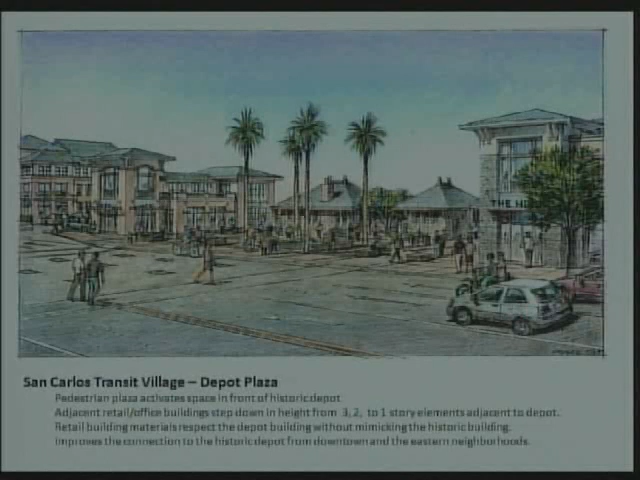 THE
San Carlos Transit Village – Depot Plaza
Pedestrian plaza activates space in front of historic depot
Adjacent retail/office buildings step down in height from 3, 2, to 1 story elements adjacent to depot.
Retail building materials respect the depot building without mimicking the historic building.
Improves the connection to the historic depot from downtown and the eastern neighborhoods.